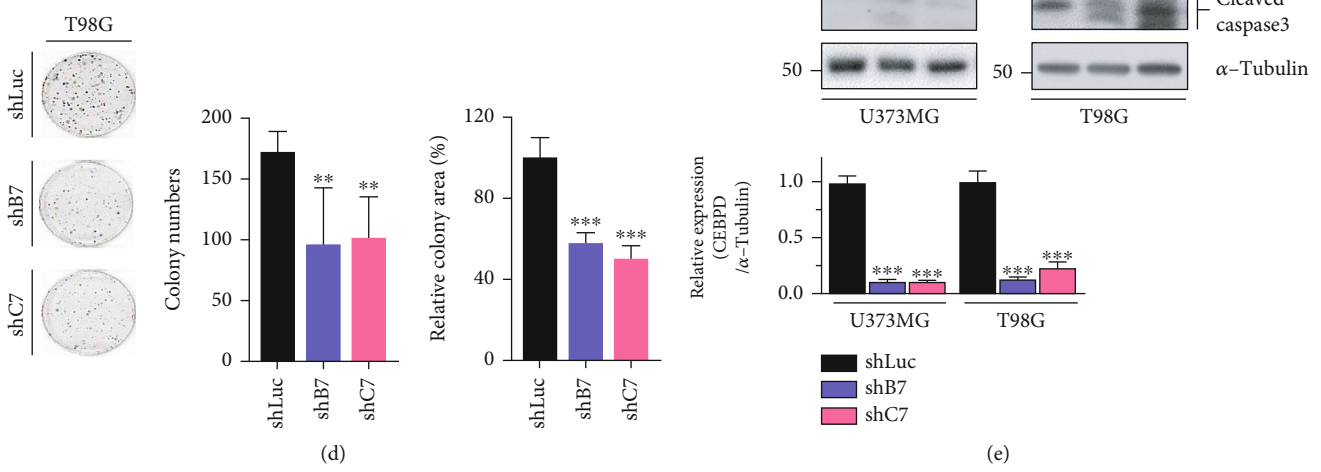 T98G
shLuc
shB7
shC7
200
150
100
50
0
Colony numbers
**
**
shLuc
shB7
shC7
120
80
40
0
Relative colony area (%)
***
***
shLuc
shB7
shC7
(d)
Cleaved
caspase3
50
50
α–Tubulin
U373MG
T98G
Relative expression
(CEBPD
/α–Tubulin)
1.0
0.5
0.0
***
***
***
***
U373MG
T98G
shLuc
shB7
shC7
(e)